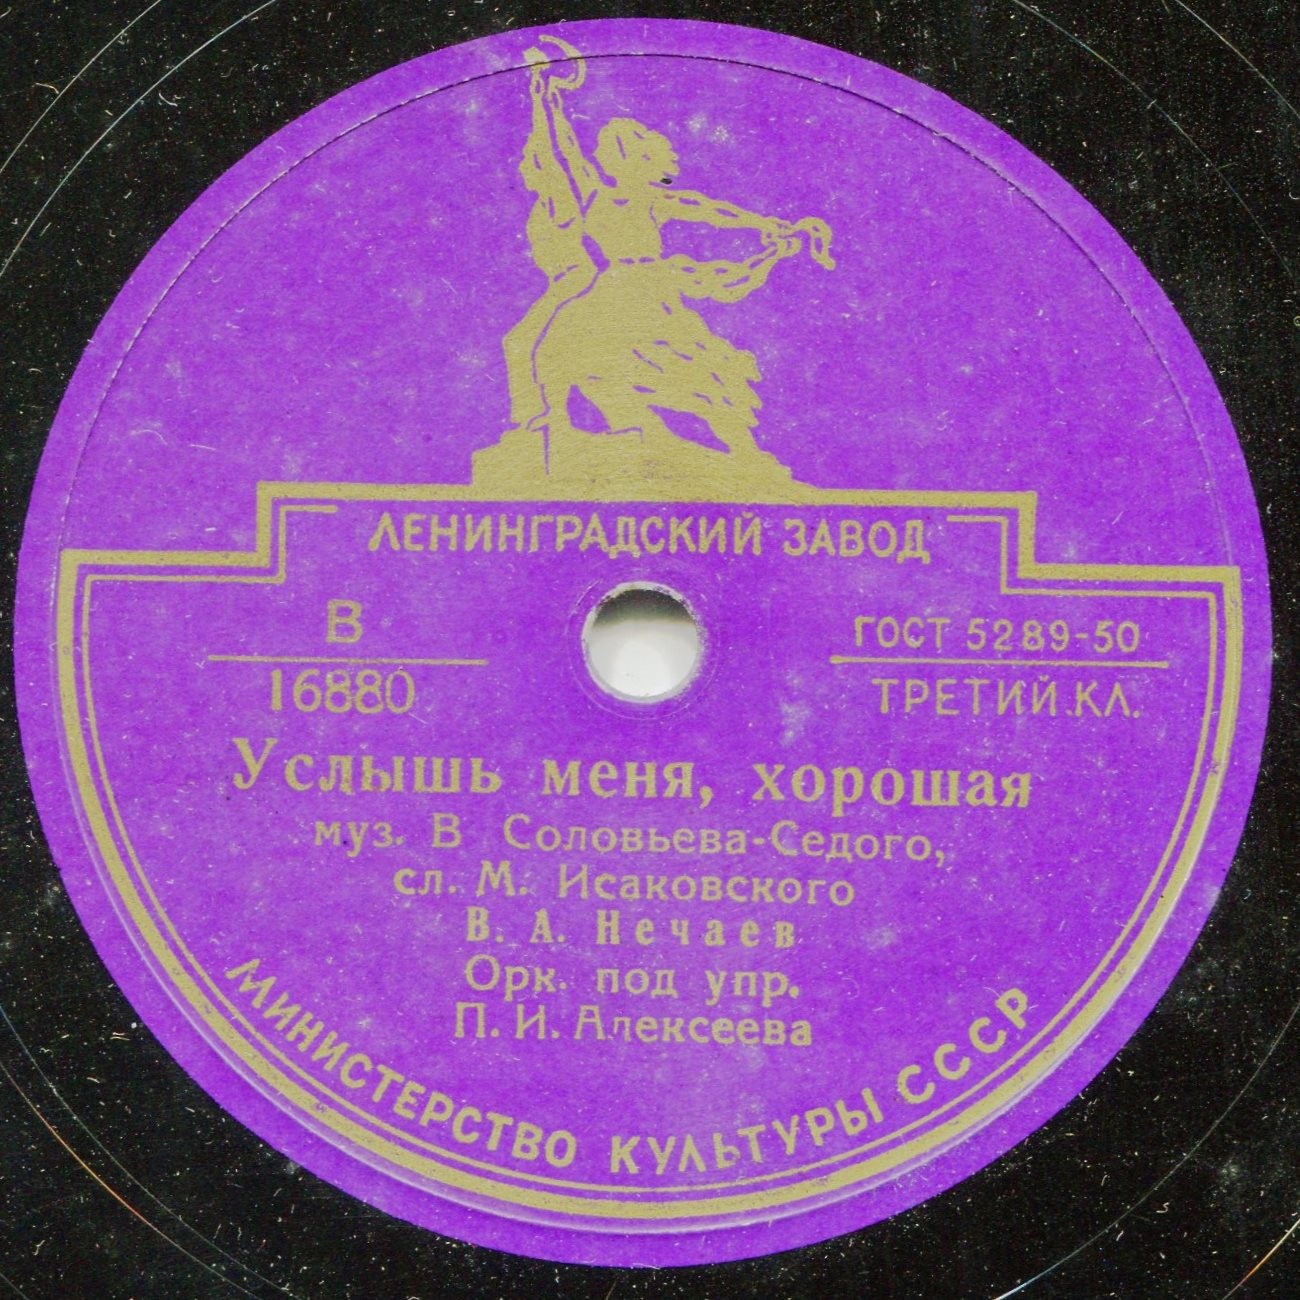 ЛЕНИНГРАДСКИЙ ЗАВОД
В
16880
ГОСТ 5289-50
ТРЕТИЙ.КЛ.
Услышь меня, хорошая
муз. В Соловьева-Седого,
сл. М. Исаковского
В. А. Нечаев
Орк. под упр.
П. И. Алексеева
МИНИСТЕРСТВО КУЛЬТУРЫ СССР